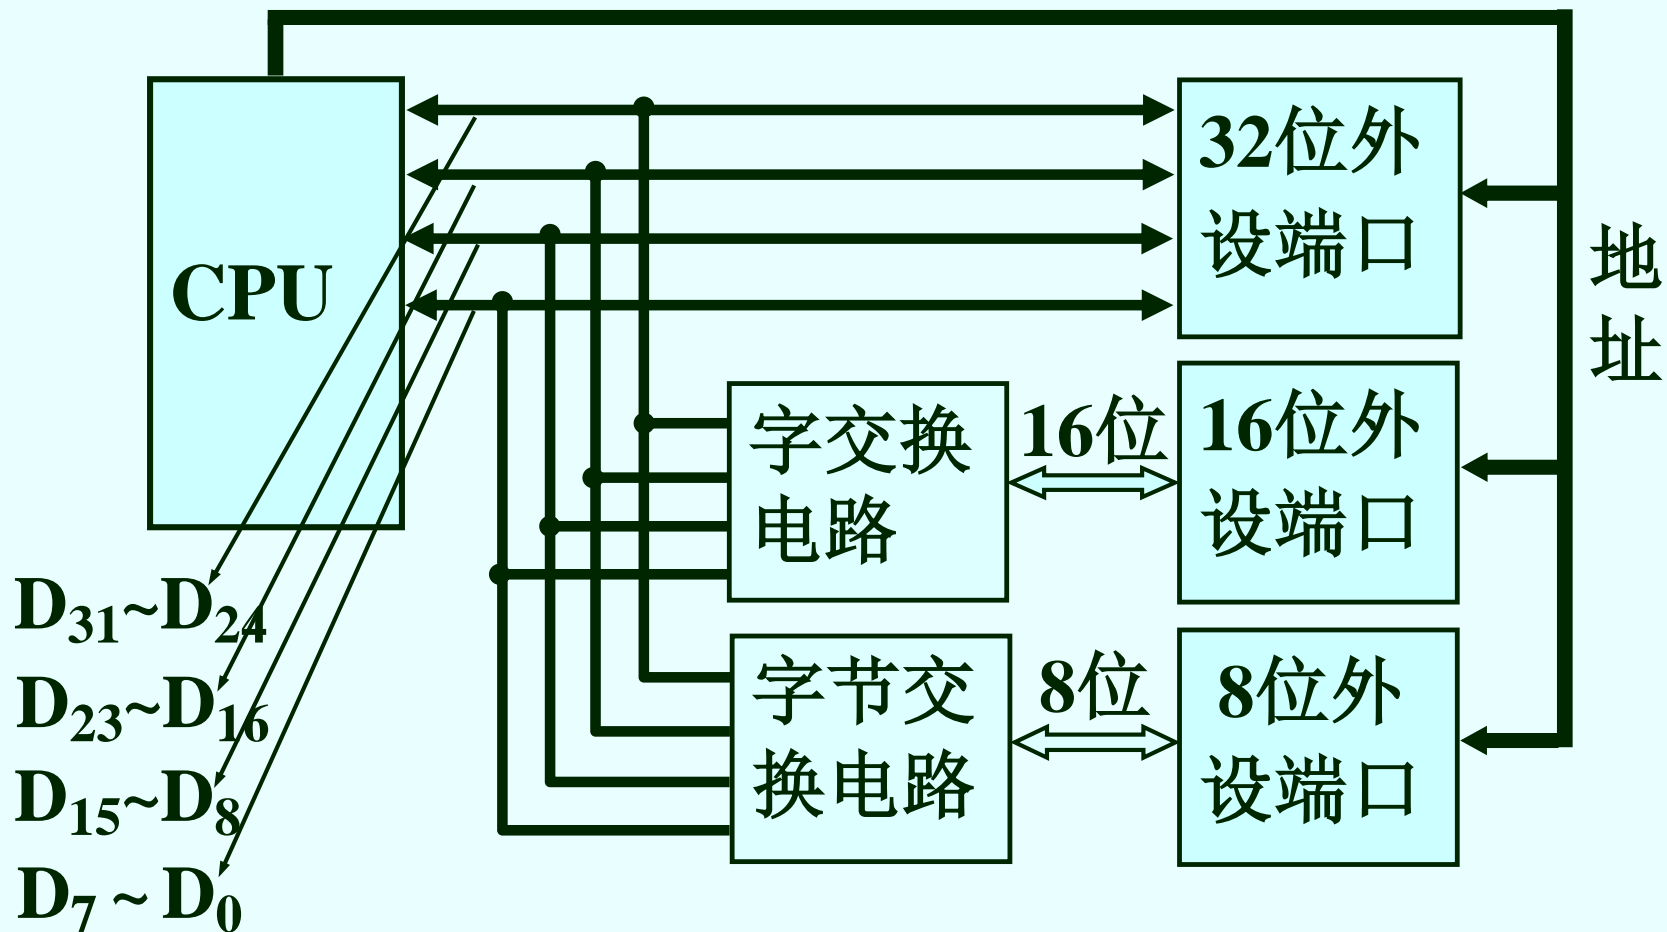 CPU
32位外
设端口
地
址
字交换
电路
16位
16位外
设端口
字节交
换电路
8位
8位外
设端口
D31~D24
D23~D16
D15~D8
D7 ~ D0